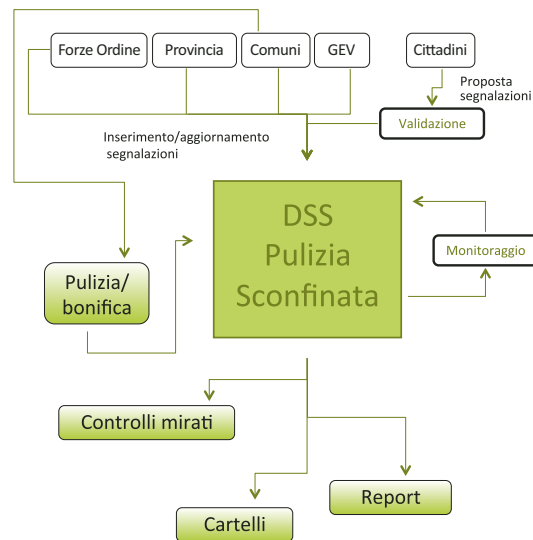 Forze Ordine
Provincia
Comuni
GEV
Cittadini
Proposta
segnalazioni
Validazione
Inserimento/aggiornamento
segnalazioni
DSS
Pulizia
Sconfinata
Monitoraggio
Pulizia/
bonifica
Controlli mirati
Report
Cartelli